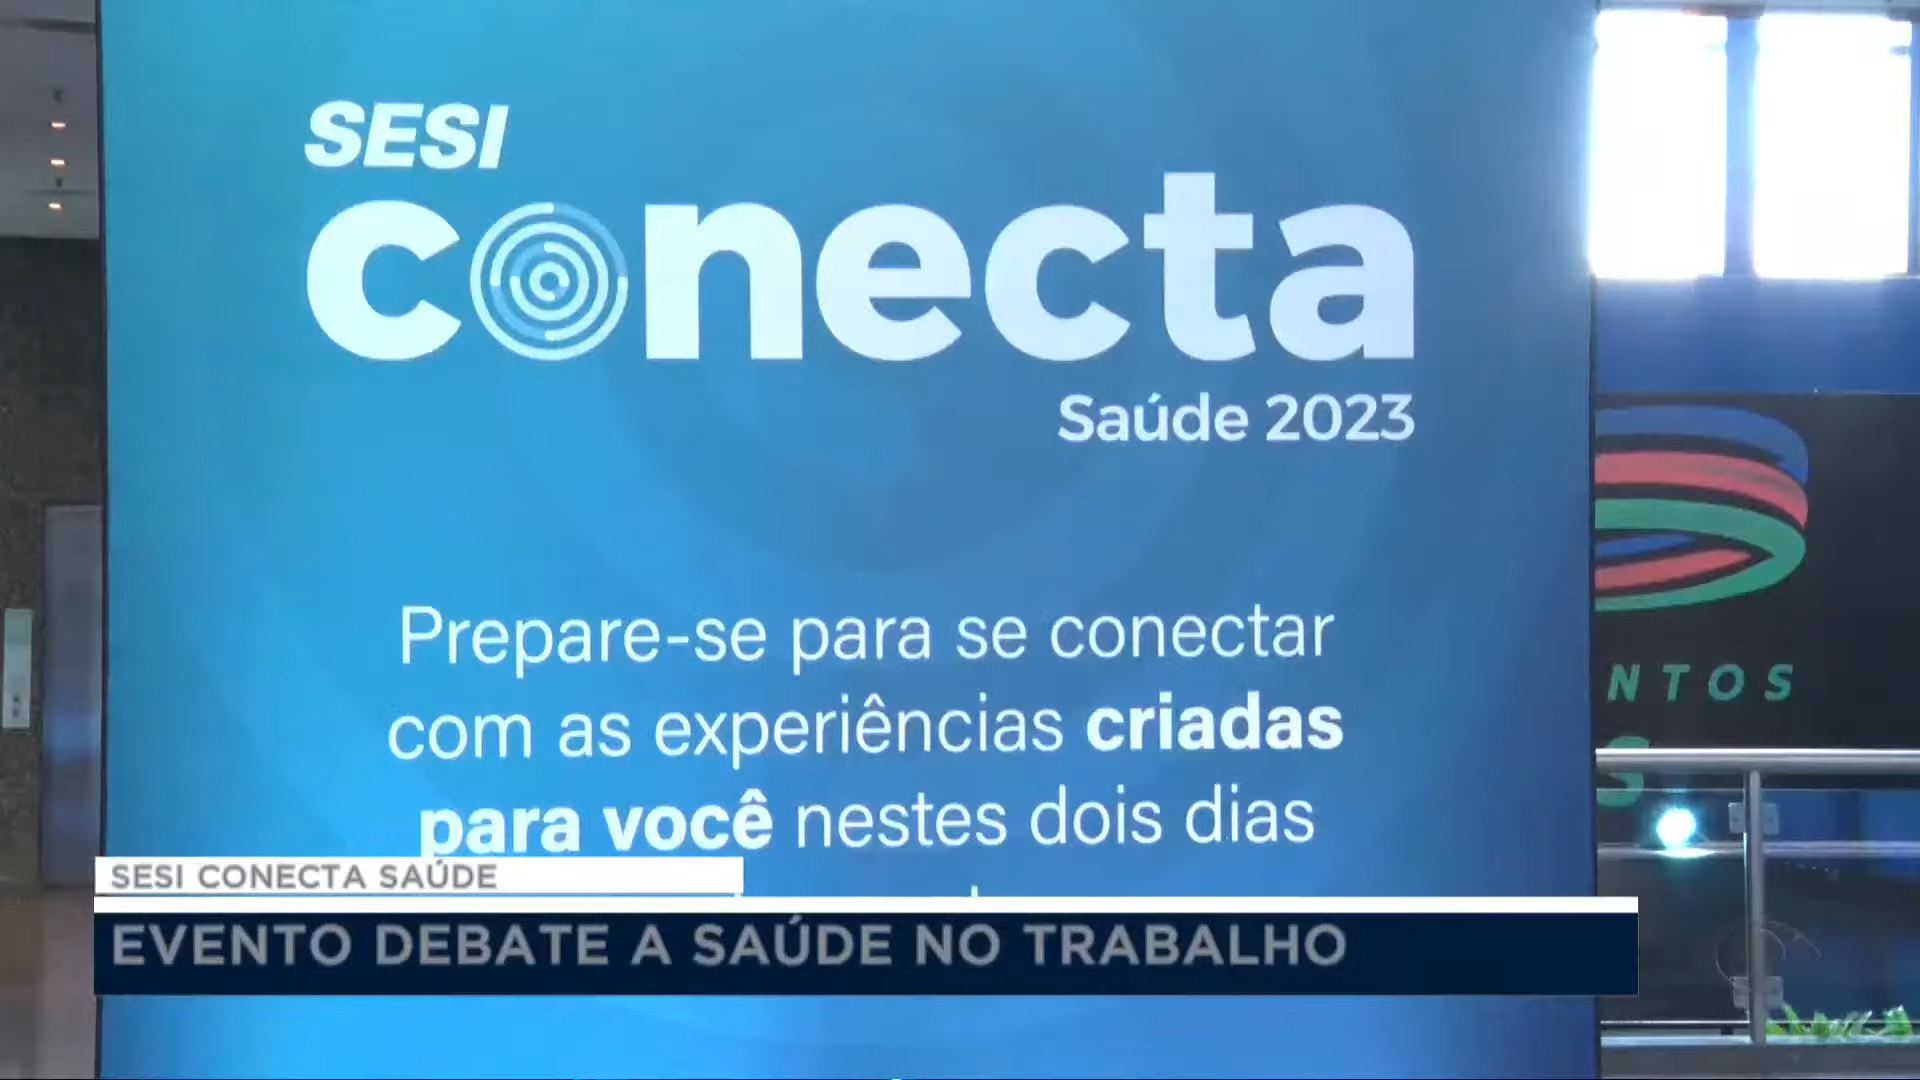 SESI
conecta
Saúde 2023
Prepare-se para se conectar
com as experiências criadas
para você nestes dois dias
NTOS
S
SESI CONECTA SAÚDE
EVENTO DEBATE A SAÚDE NO TRABALHO